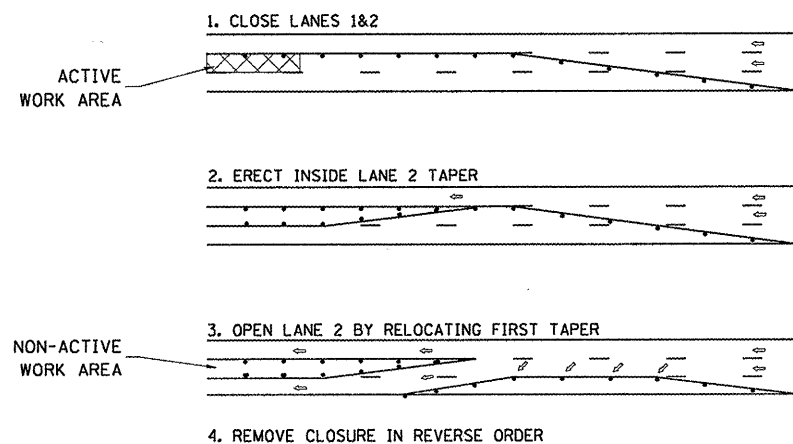 1. CLOSE LANES 1&2
ACTIVE
WORK AREA
2. ERECT INSIDE LANE 2 TAPER
3. OPEN LANE 2 BY RELOCATING FIRST TAPER
NON-ACTIVE
WORK AREA
4. REMOVE CLOSURE IN REVERSE ORDER